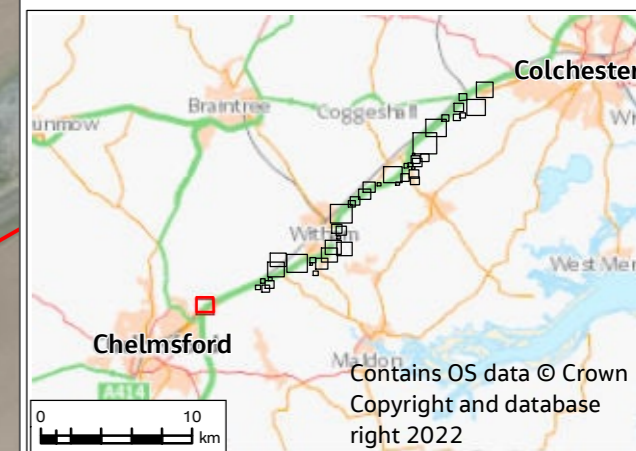 Colchester
Braintree
Coggeshall
unmow
Witham
West Mer
Chelmsford
Maldon
A414
Contains OS data © Crown
Copyright and database
right 2022
0 10
km